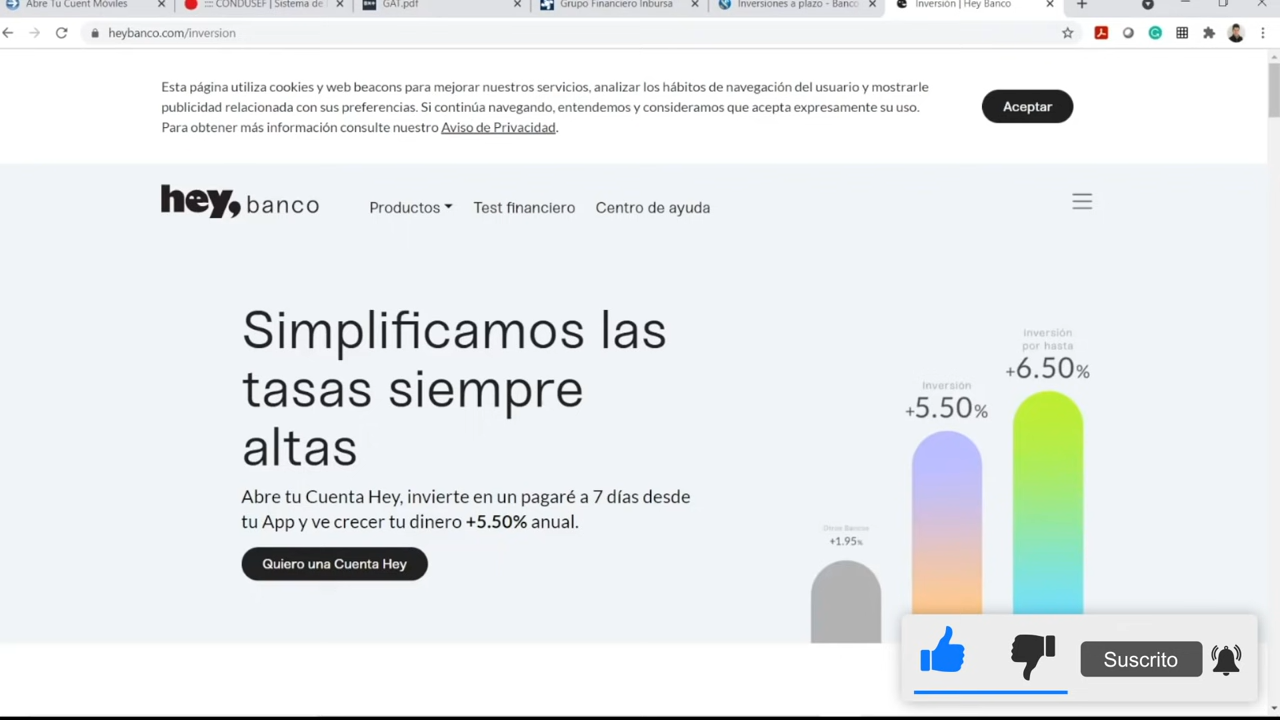 Abre Tu Cuent Móviles
::: CONDUSEF | Sistema de
GAT.pdf
Grupo Financiero Inbursa
Inversiones a plazo - Banco
Inversión | Hey Banco
heybanco.com/inversion
Esta página utiliza cookies y web beacons para mejorar nuestros servicios, analizar los hábitos de navegación del usuario y mostrarle
publicidad relacionada con sus preferencias. Si continúa navegando, entendemos y consideramos que acepta expresamente su uso.
Para obtener más información consulte nuestro Aviso de Privacidad.
Aceptar
hey, banco
Productos
Test financiero
Centro de ayuda
Simplificamos las
tasas siempre
altas
Abre tu Cuenta Hey, invierte en un pagaré a 7 días desde
tu App y ve crecer tu dinero +5.50% anual.
Quiero una Cuenta Hey
Otros Bancos
+1.95%
Inversión
+5.50%
Inversión
por hasta
+6.50%
Suscrito